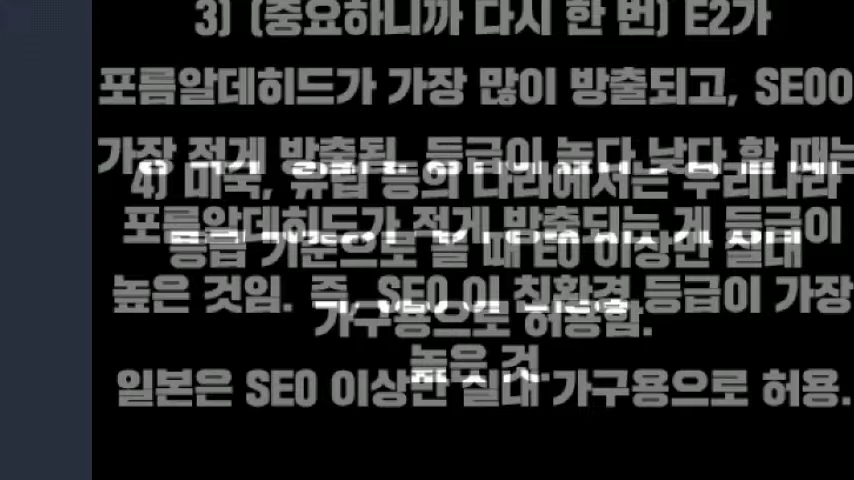 3) (중요하니까 다시 한 번) E2가
포름알데히드가 가장 많이 방출되고, SE0o
가장 적게 방출됨. 등급이 높다 낮다 할 때는
포름알데히드가 적게 방출되는 게 등급이
높은 것임. 즉, SE0 이 친환경 등급이 가장
높은 것.
4) 미국, 유럽 등의 나라에서는 우리나라
등급 기준으로 볼 때 E0 이상만 실내
가구용으로 허용함.
일본은 SE0 이상만 실내 가구용으로 허용.